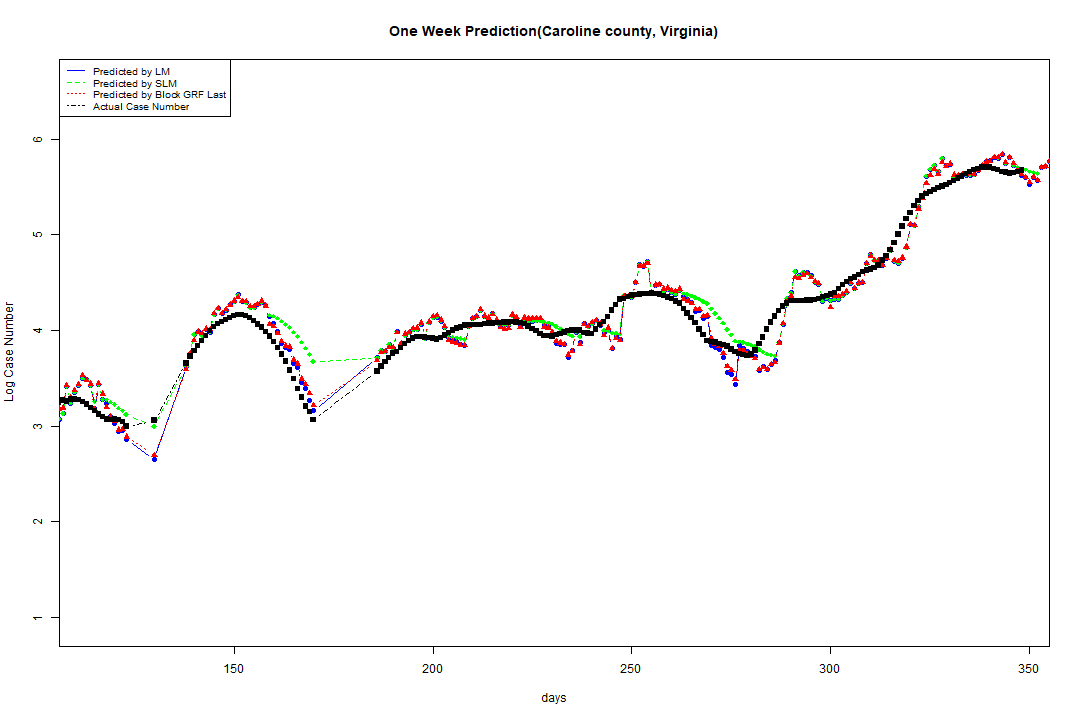 One Week Prediction(Caroline county, Virginia)
Predicted by LM
Predicted by SLM
Predicted by Block GRF Last
Actual Case Number
Log Case Number
6
5
4
3
2
1
150 200 250 300 350
days